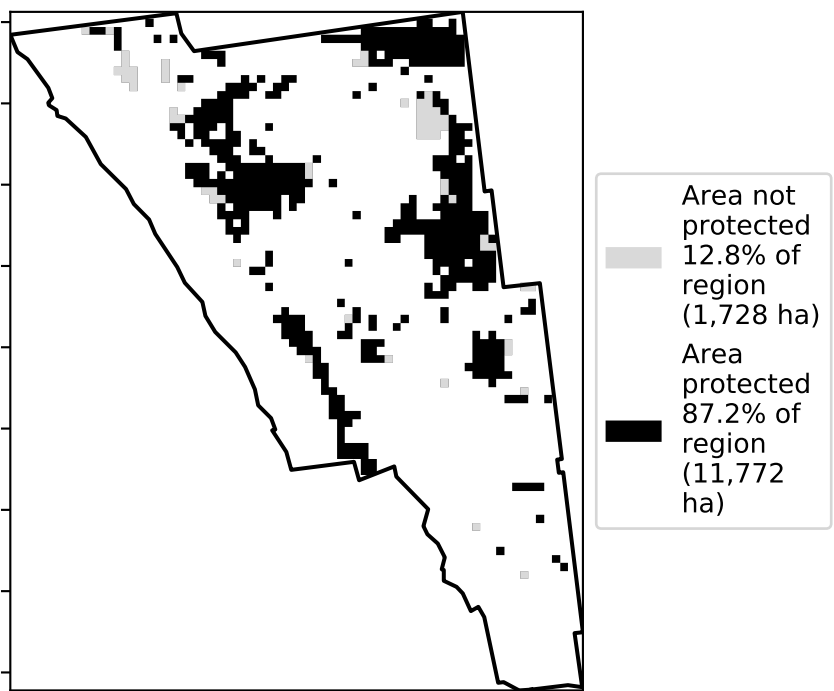 Area not
protected
12.8% of
region
(1,728 ha)
Area
protected
87.2% of
region
(11,772
ha)